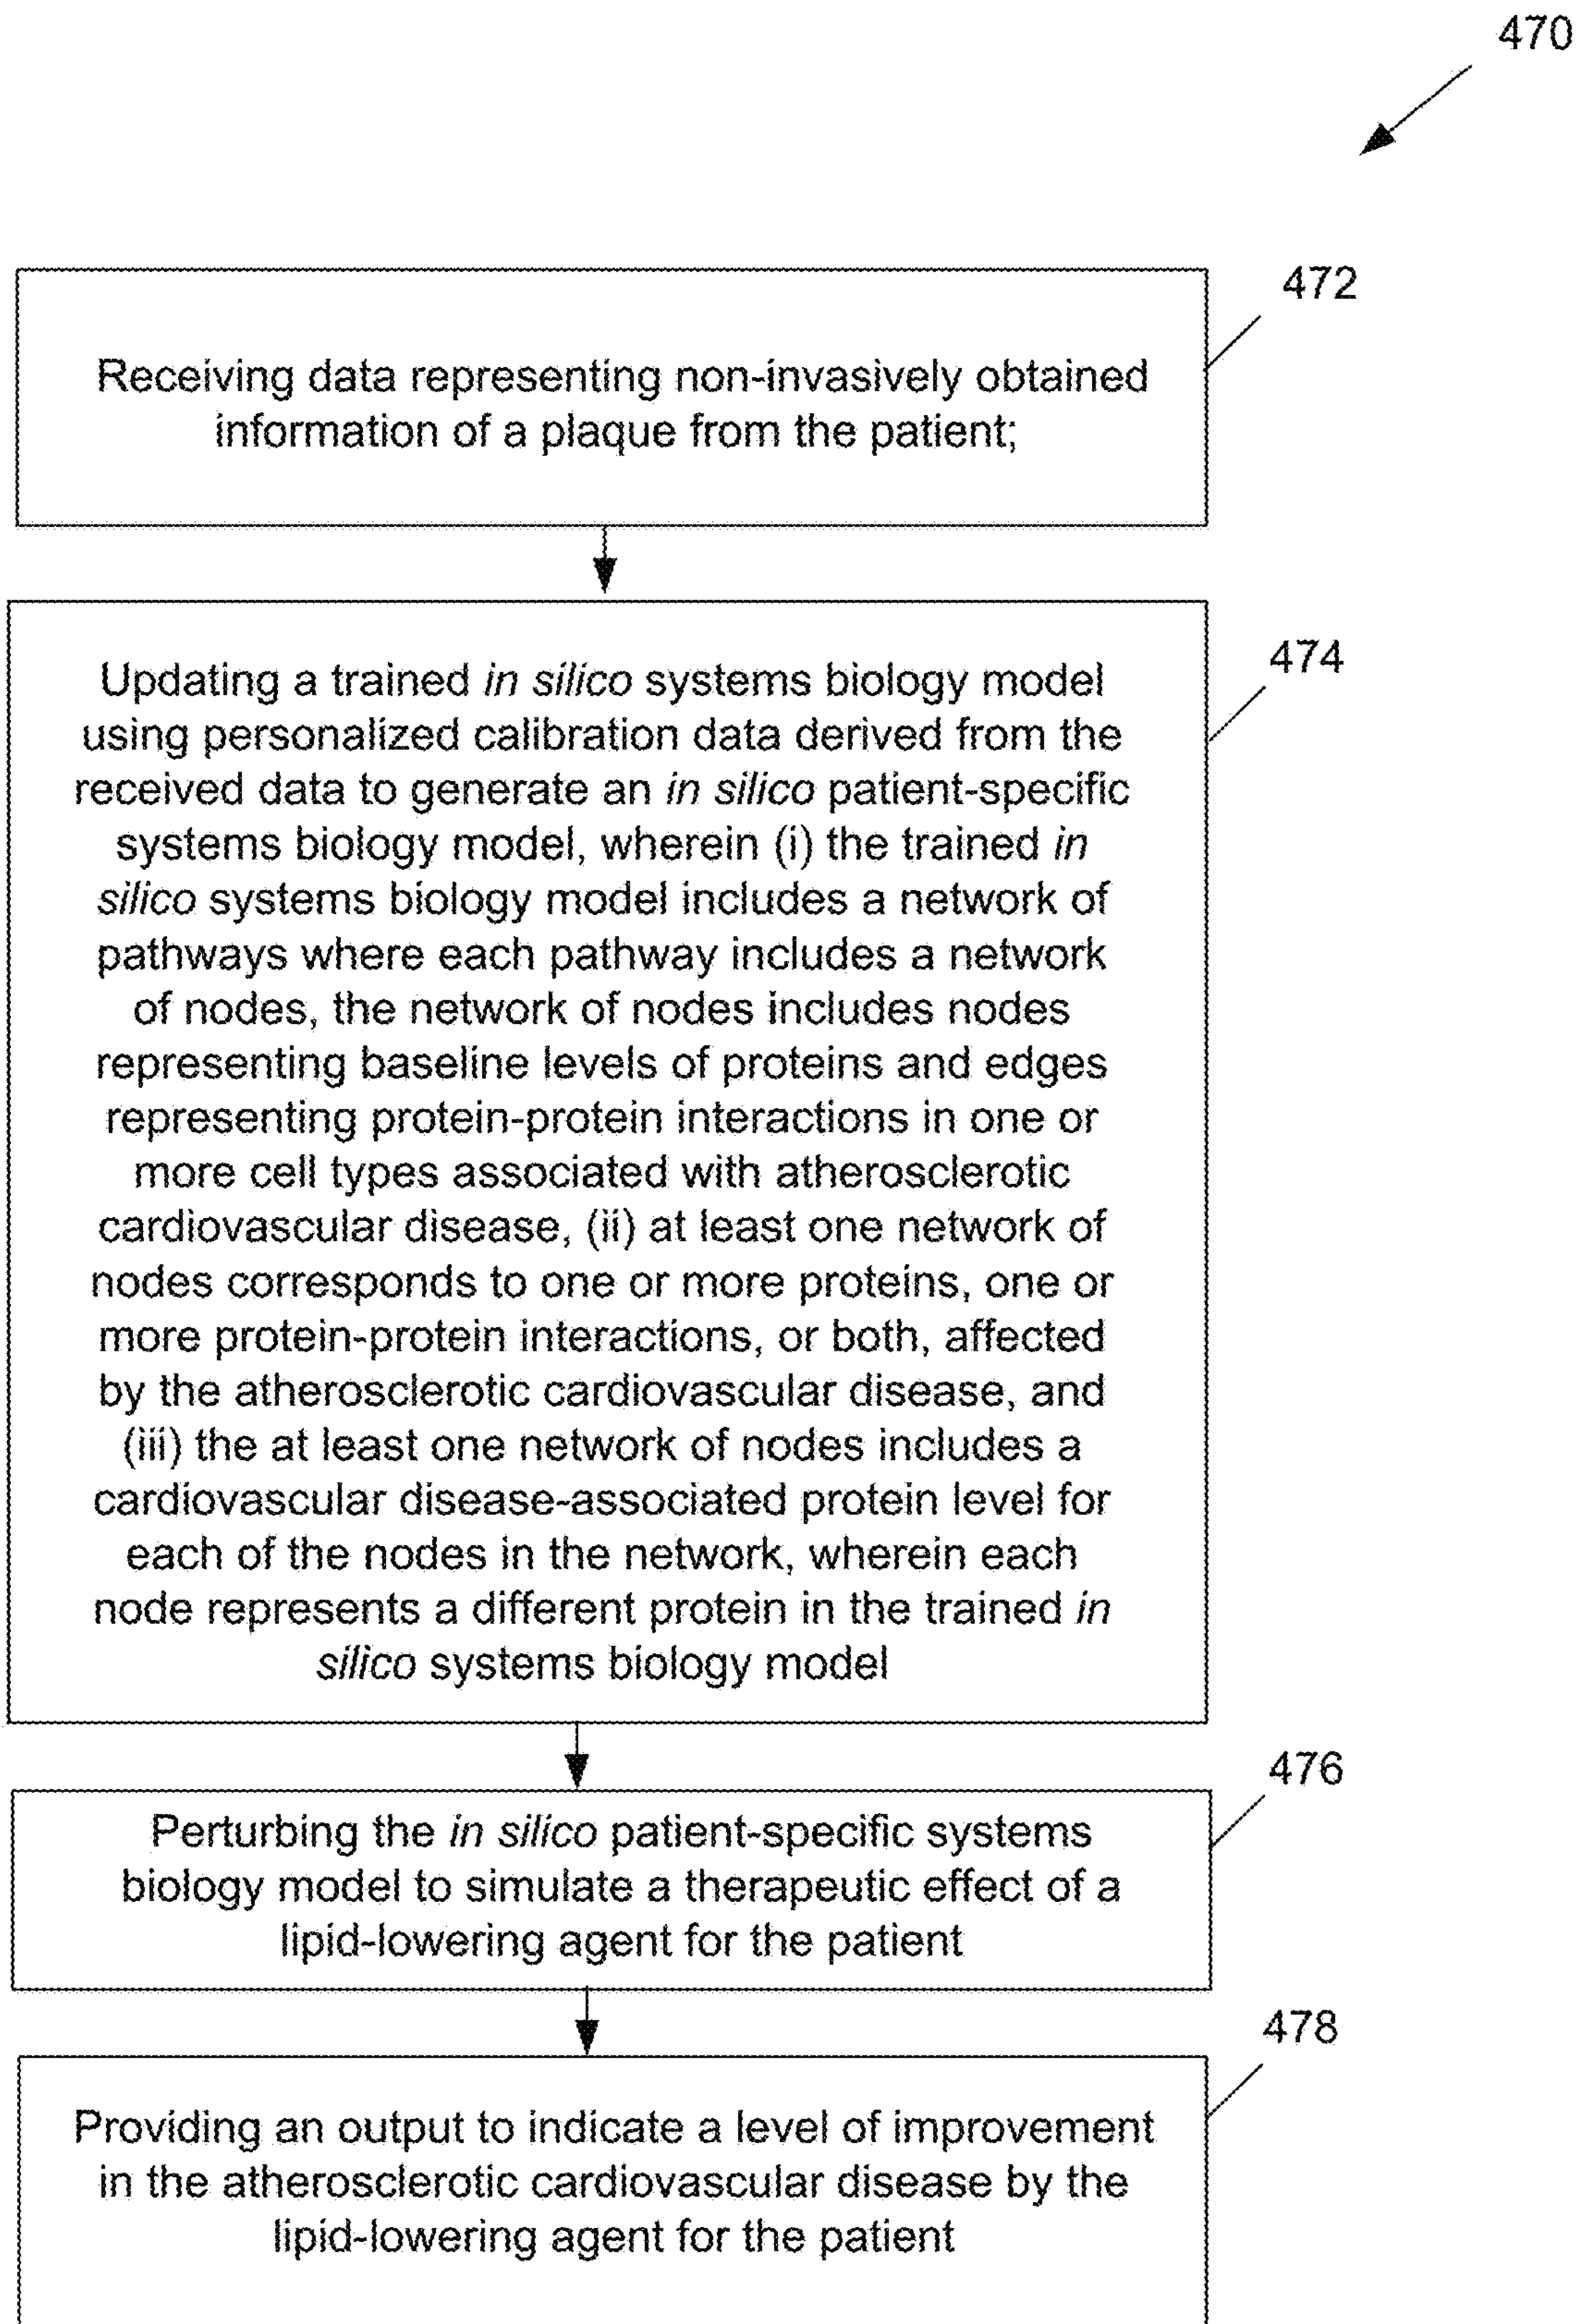 470
472
Receiving data representing non-invasively obtained
information of a plaque from the patient;
474
Updating a trained in silico systems biology model
using personalized calibration data derived from the
received data to generate an in silico patient-specific
systems biology model, wherein (i) the trained in
silico systems biology model includes a network of
pathways where each pathway includes a network
of nodes, the network of nodes includes nodes
representing baseline levels of proteins and edges
representing protein-protein interactions in one or
more cell types associated with atherosclerotic
cardiovascular disease, (ii) at least one network of
nodes corresponds to one or more proteins, one or
more protein-protein interactions, or both, affected
by the atherosclerotic cardiovascular disease, and
(iii) the at least one network of nodes includes a
cardiovascular disease-associated protein level for
each of the nodes in the network, wherein each
node represents a different protein in the trained in
silico systems biology model
476
Perturbing the in silico patient-specific systems
biology model to simulate a therapeutic effect of a
lipid-lowering agent for the patient
478
Providing an output to indicate a level of improvement
in the atherosclerotic cardiovascular disease by the
lipid-lowering agent for the patient